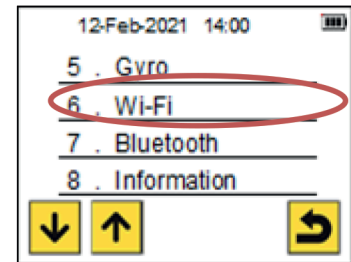 12-Feb-2021 14:00
5 . Gyro
6 . Wi-Fi
7 . Bluetooth
8 . Information